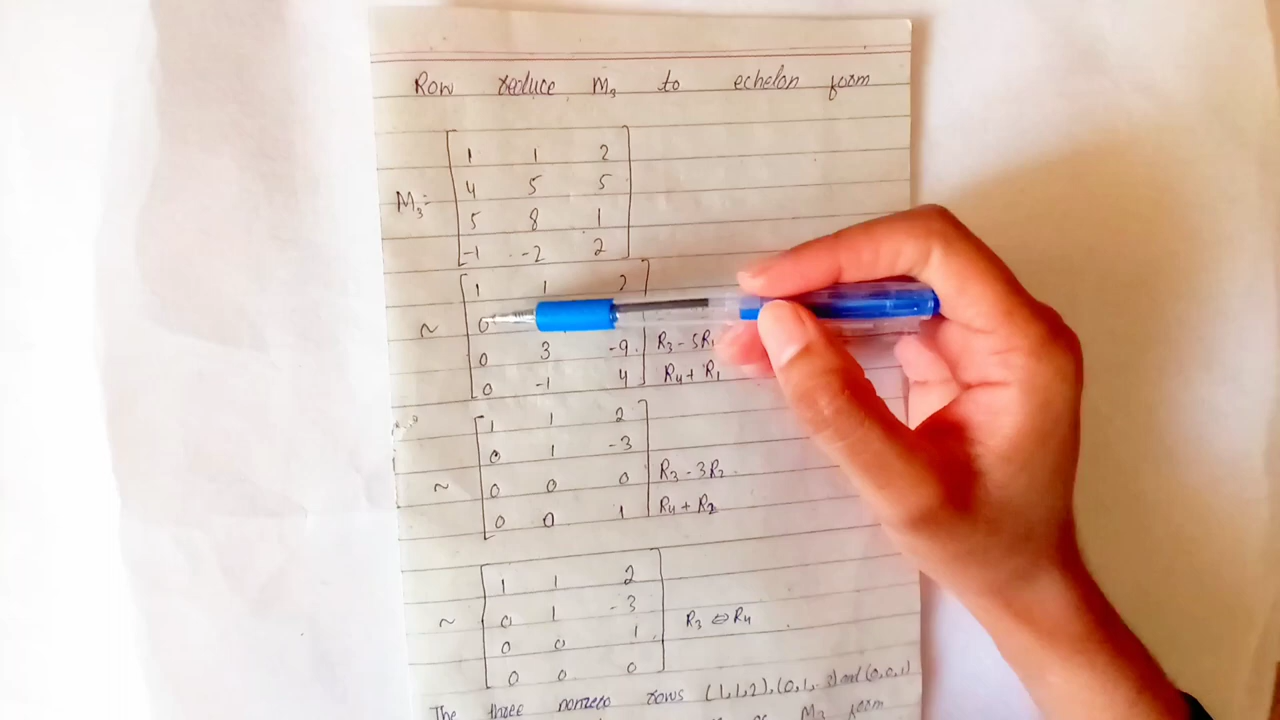 Row reduce M₃ to echelon form
1 1 2
4 5 5
M₃=
5 8 1
-1 -2 2
1 1 2
~ 0
0 3 -9 R₃ - 5R₁
0 -1 4 R₄ + R₁
1 1 2
0 1 -3
~ 0 0 0 R₃ - 3R₂
0 0 1 R₄ + R₂
1 1 2
~ 0 1 -3
0 0 1 R₃ ⇔ R₄
0 0 0
The three nonzero rows (1,1,2), (0,1,-3) and (0,0,1)
M₃ form